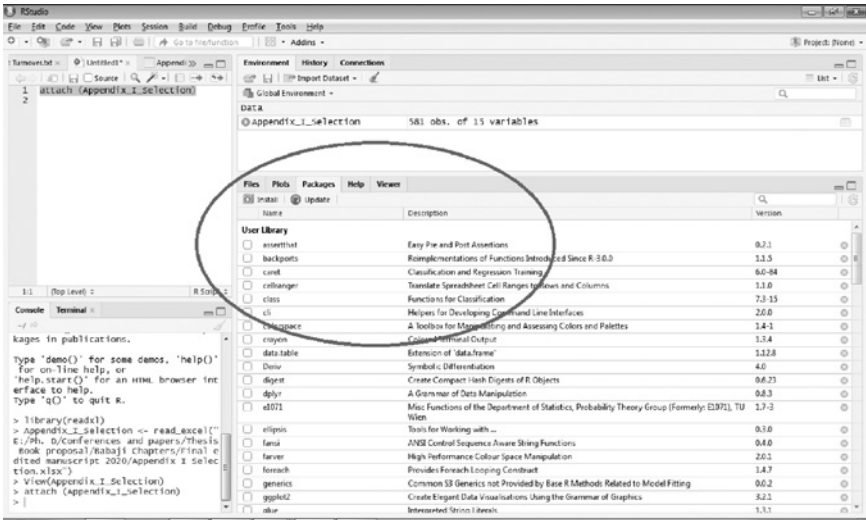 RStudio
File Edit Code View Plots Session Build Debug Profile Tools Help
Go to file/function Addins Project: (None)
Turnover.txt Untitled1* Appendi
Source
1 attach (Appendix_I_Selection)
2
1:1 (Top Level) R Script
Console Terminal
kages in publications.
Type 'demo()' for some demos, 'help()'
for on-line help, or
'help.start()' for an HTML browser int
erface to help.
Type 'q()' to quit R.
> library(readxl)
> Appendix_I_Selection <- read_excel("
E:/Ph. D/Conferences and papers/Thesis
Book proposal/Babaji Chapters/Final e
dited manuscript 2020/Appendix I Selec
tion.xlsx")
> View(Appendix_I_Selection)
> attach (Appendix_I_Selection)
>
Environment History Connections
Import Dataset List
Global Environment
Data
Appendix_I_Selection 581 obs. of 15 variables
Files Plots Packages Help Viewer
Install Update
Name Description Version
User Library
assertthat Easy Pre and Post Assertions 0.2.1
backports Reimplementations of Functions Introduced Since R-3.0.0 1.1.5
caret Classification and Regression Training 6.0-84
cellranger Translate Spreadsheet Cell Ranges to Rows and Columns 1.1.0
class Functions for Classification 7.3-15
cli Helpers for Developing Command Line Interfaces 2.0.0
colorspace A Toolbox for Manipulating and Assessing Colors and Palettes 1.4-1
crayon Colored Terminal Output 1.3.4
data.table Extension of `data.frame` 1.12.8
Deriv Symbolic Differentiation 4.0
digest Create Compact Hash Digests of R Objects 0.6.23
dplyr A Grammar of Data Manipulation 0.8.3
e1071 Misc Functions of the Department of Statistics, Probability Theory Group (Formerly: E1071), TU 1.7-3
Wien
ellipsis Tools for Working with ... 0.3.0
fansi ANSI Control Sequence Aware String Functions 0.4.0
farver High Performance Colour Space Manipulation 2.0.1
foreach Provides Foreach Looping Construct 1.4.7
generics Common S3 Generics not Provided by Base R Methods Related to Model Fitting 0.0.2
ggplot2 Create Elegant Data Visualisations Using the Grammar of Graphics 3.2.1
glue Interpreted String Literals 1.3.1